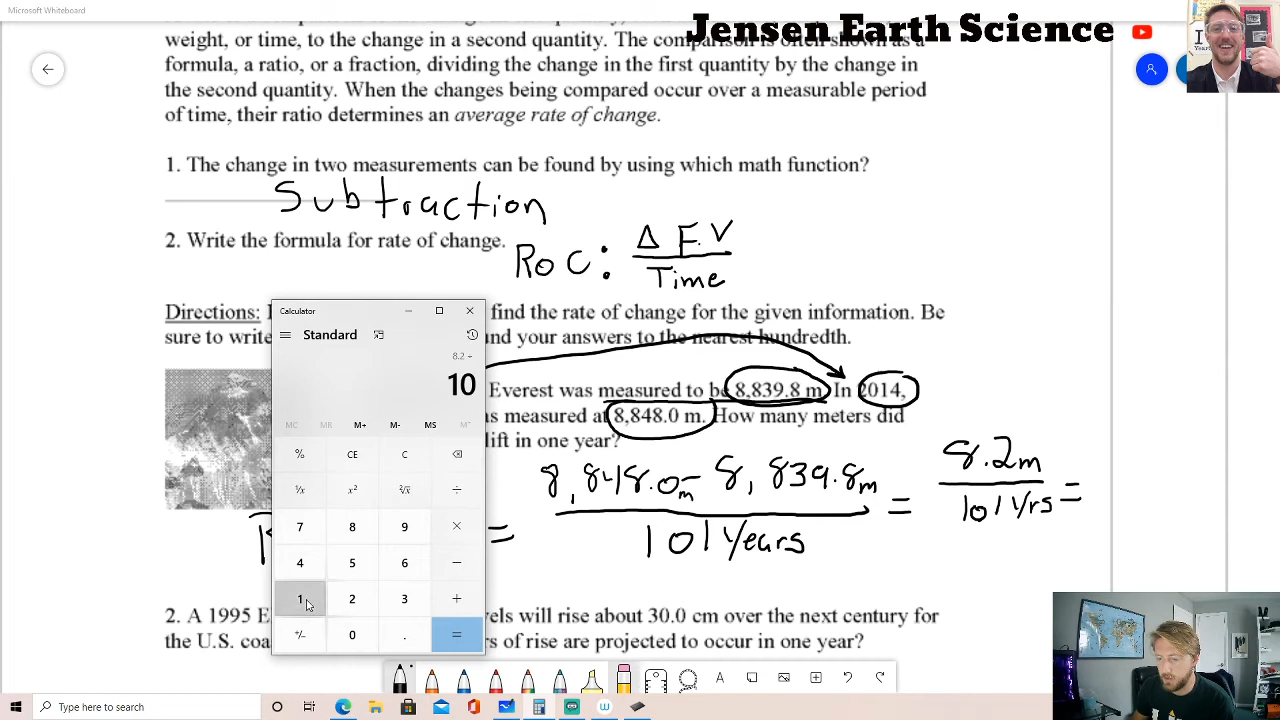 Microsoft Whiteboard
Jensen Earth Science
weight, or time, to the change in a second quantity. The comparison is often shown as a
formula, a ratio, or a fraction, dividing the change in the first quantity by the change in
the second quantity. When the changes being compared occur over a measurable period
of time, their ratio determines an average rate of change.
1. The change in two measurements can be found by using which math function?
Subtraction
2. Write the formula for rate of change.
RoC: Δ F.V
Time
Directions: find the rate of change for the given information. Be
sure to write nd your answers to the nearest hundredth.
Everest was measured to be 8,839.8 m. In 2014,
s measured at 8,848.0 m. How many meters did
lift in one year?
= 8,848.0m - 8,839.8m = 8.2m =
101 Years 101 Yrs
2. A 1995 E vels will rise about 30.0 cm over the next century for
the U.S. coa s of rise are projected to occur in one year?
Calculator
Standard
8.2 ÷
10
MC MR M+ M- MS M˅
% CE C ⌫
¹/x x² ²√x ÷
7 8 9 ×
4 5 6 −
1 2 3 +
+/- 0 . =
A
Type here to search